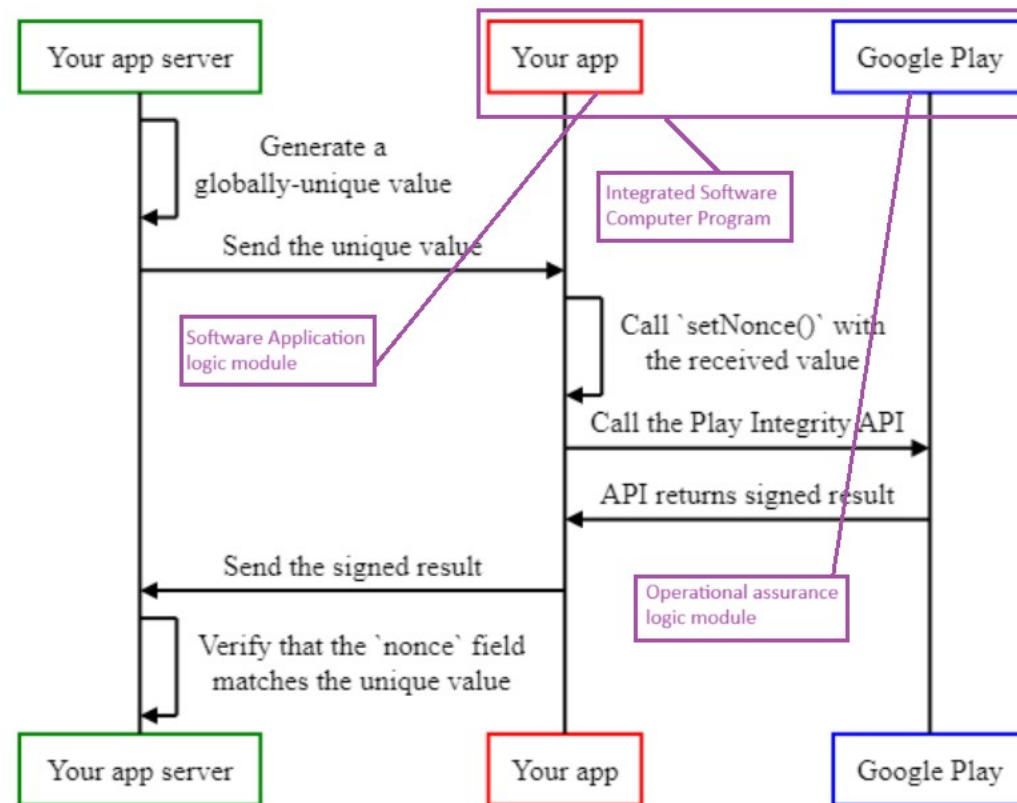 Your app server
Your app
Google Play
Generate a
globally-unique value
Integrated Software
Computer Program
Send the unique value
Software Application
logic module
Call `setNonce()` with
the received value
Call the Play Integrity API
API returns signed result
Send the signed result
Operational assurance
logic module
Verify that the `nonce` field
matches the unique value
Your app server
Your app
Google Play